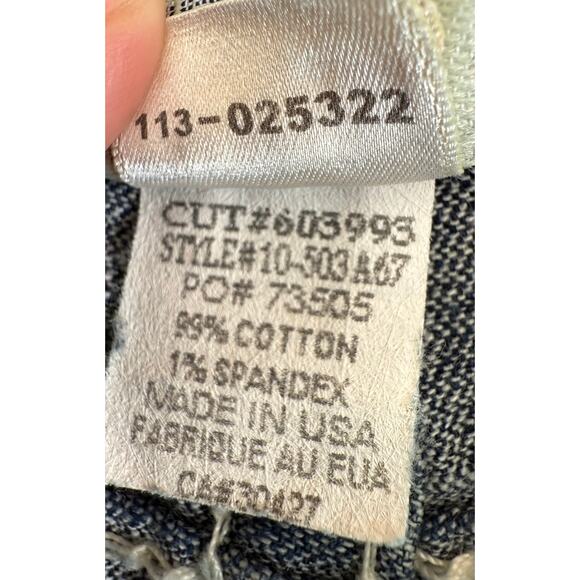 113-025322
CUT#603993
STYLE#10-503A67
PO# 73505
99% COTTON
1% SPANDEX
MADE IN USA
FABRIQUE AU EUA
CA#30427